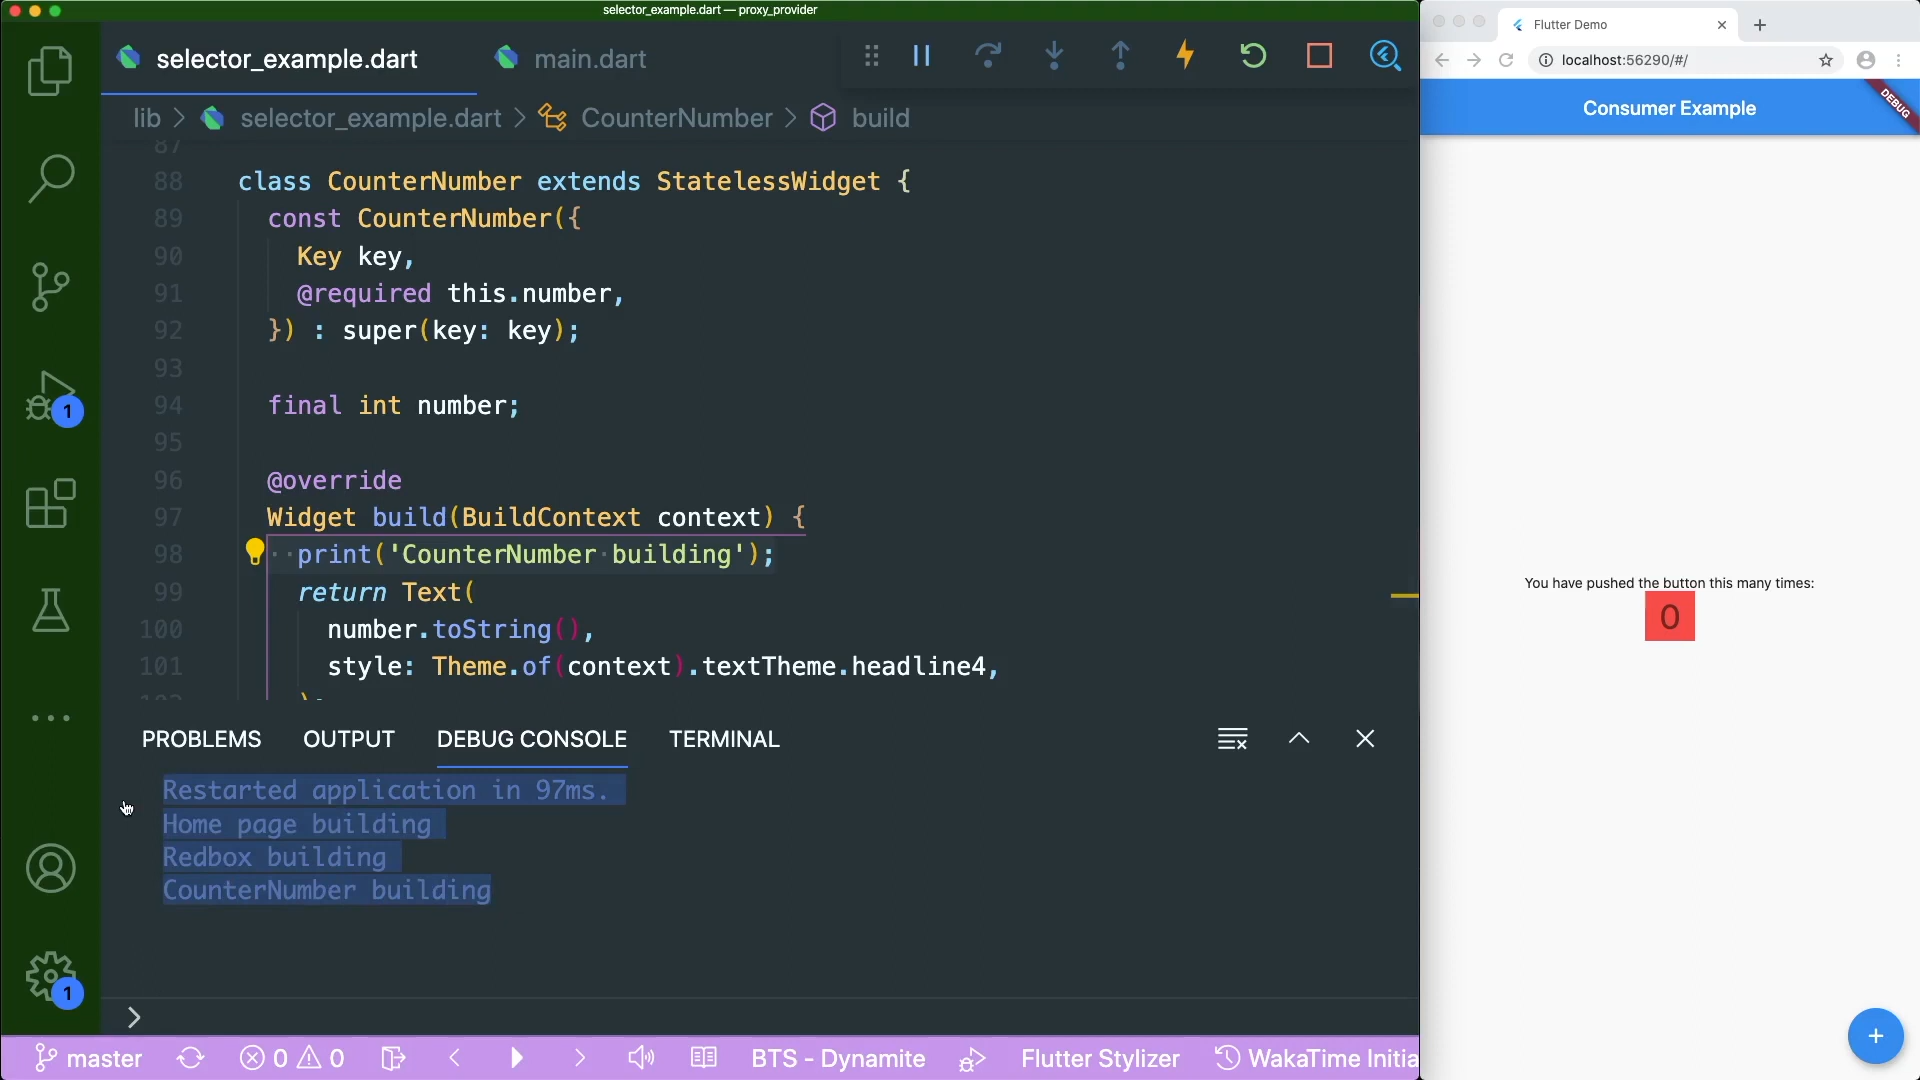 selector_example.dart — proxy_provider
selector_example.dart
main.dart
lib > selector_example.dart > CounterNumber > build
87
88 class CounterNumber extends StatelessWidget {
89 const CounterNumber({
90 Key key,
91 @required this.number,
92 }) : super(key: key);
93
94 final int number;
95
96 @override
97 Widget build(BuildContext context) {
98 print('CounterNumber building');
99 return Text(
100 number.toString(),
101 style: Theme.of(context).textTheme.headline4,
102 );
PROBLEMS OUTPUT DEBUG CONSOLE TERMINAL
Restarted application in 97ms.
Home page building
Redbox building
CounterNumber building
1
1
master 0 0 BTS - Dynamite Flutter Stylizer WakaTime Initia
Flutter Demo
localhost:56290/#/
Consumer Example
DEBUG
You have pushed the button this many times:
0